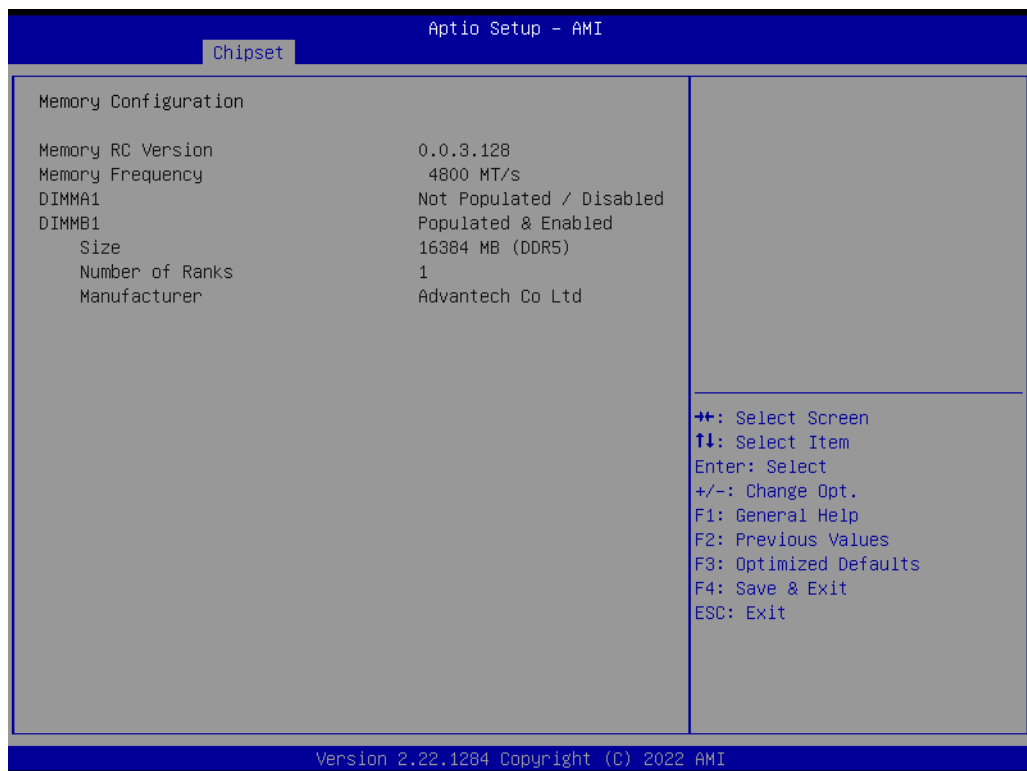 Aptio Setup - AMI
Chipset
Memory Configuration
Memory RC Version 0.0.3.128
Memory Frequency 4800 MT/s
DIMMA1 Not Populated / Disabled
DIMMB1 Populated & Enabled
Size 16384 MB (DDR5)
Number of Ranks 1
Manufacturer Advantech Co Ltd
→←: Select Screen
↑↓: Select Item
Enter: Select
+/-: Change Opt.
F1: General Help
F2: Previous Values
F3: Optimized Defaults
F4: Save & Exit
ESC: Exit
Version 2.22.1284 Copyright (C) 2022 AMI